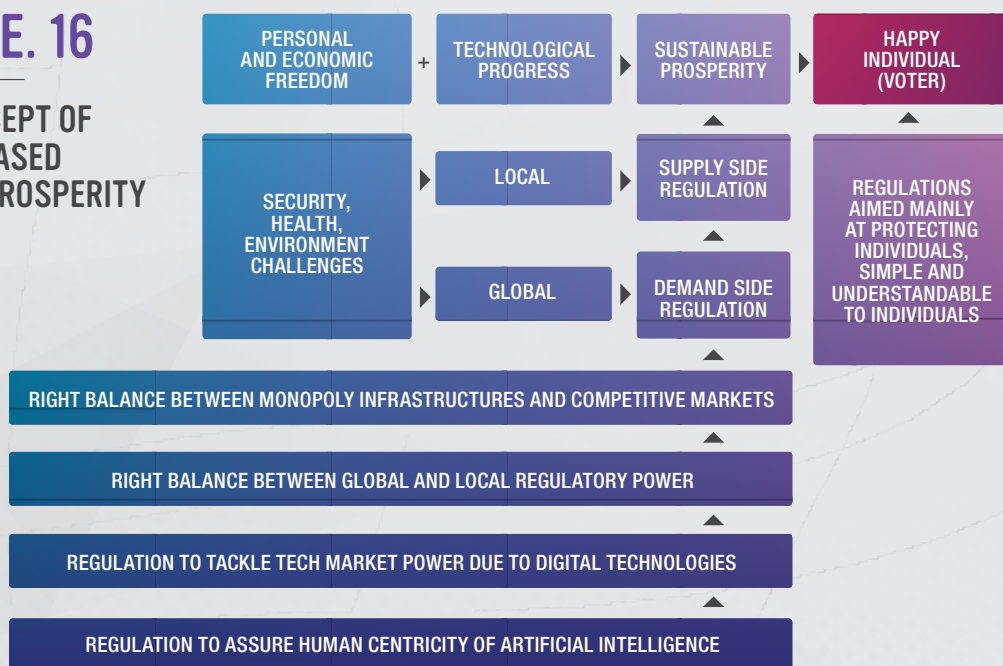 E. 16
EPT OF
ASED
ROSPERITY
PERSONAL
AND ECONOMIC
FREEDOM
+
TECHNOLOGICAL
PROGRESS
SUSTAINABLE
PROSPERITY
HAPPY
INDIVIDUAL
(VOTER)
SECURITY,
HEALTH,
ENVIRONMENT
CHALLENGES
LOCAL
SUPPLY SIDE
REGULATION
GLOBAL
DEMAND SIDE
REGULATION
REGULATIONS
AIMED MAINLY
AT PROTECTING
INDIVIDUALS,
SIMPLE AND
UNDERSTANDABLE
TO INDIVIDUALS
RIGHT BALANCE BETWEEN MONOPOLY INFRASTRUCTURES AND COMPETITIVE MARKETS
RIGHT BALANCE BETWEEN GLOBAL AND LOCAL REGULATORY POWER
REGULATION TO TACKLE TECH MARKET POWER DUE TO DIGITAL TECHNOLOGIES
REGULATION TO ASSURE HUMAN CENTRICITY OF ARTIFICIAL INTELLIGENCE